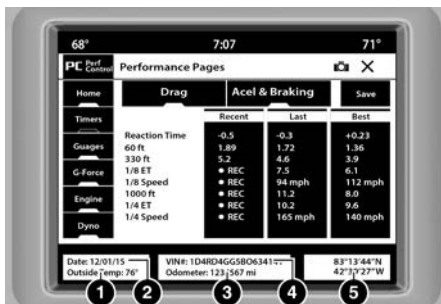 68° 7:07 71°
PC Perf Control Performance Pages
Home Drag Acel & Braking Save
Timers Recent Last Best
Reaction Time -0.5 -0.3 +0.23
60 ft 1.89 1.72 1.36
Guages 330 ft 5.2 4.6 3.9
1/8 ET REC 7.5 6.1
G-Force 1/8 Speed REC 94 mph 112 mph
1000 ft REC 11.2 8.0
Engine 1/4 ET REC 10.2 9.6
1/4 Speed REC 165 mph 140 mph
Dyno
Date: 12/01/15 VIN#: 83°13'44"N
Outside Temp: 76° Odometer: mi
1 2 3 4 5